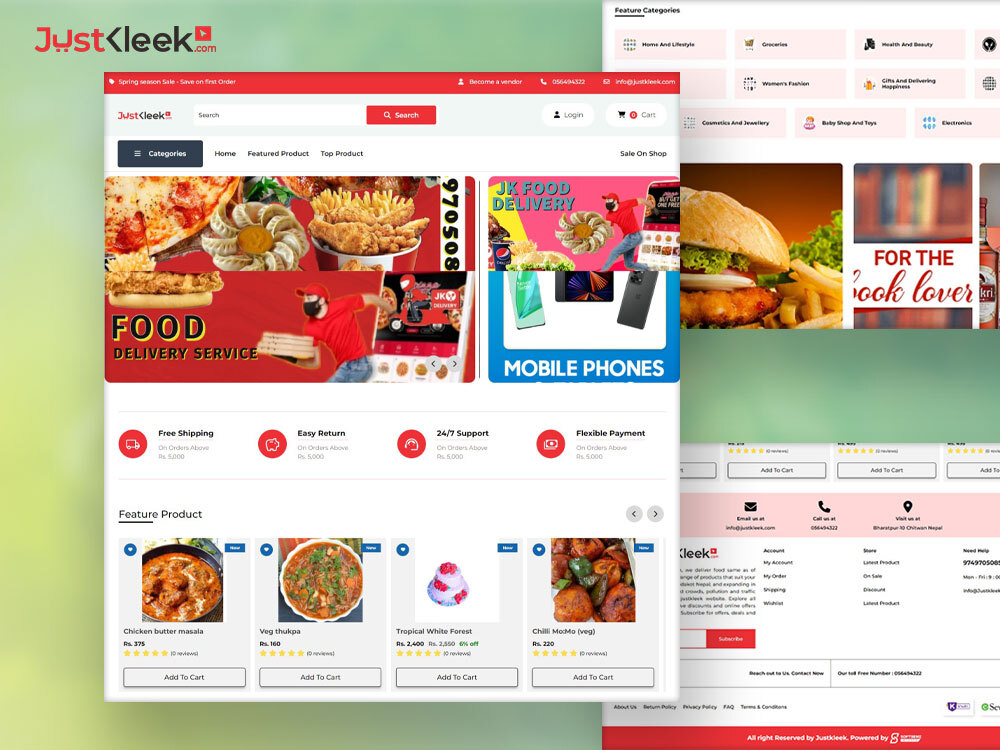 JustKleek.com
Spring season Sale - Save on first Order
Become a vendor
056494322
info@justkleek.com
JustKleek
Search
Search
Login
0 Cart
Categories
Home
Featured Product
Top Product
Sale On Shop
970508
JK FOOD
DELIVERY
FOOD
DELIVERY SERVICE
JK
DELIVERY
MOBILE PHONES
Free Shipping
On Orders Above
Rs. 5,000
Easy Return
On Orders Above
Rs. 5,000
24/7 Support
On Orders Above
Rs. 5,000
Flexible Payment
On Orders Above
Rs. 5,000
Feature Product
New
Chicken butter masala
Rs. 375
(0 reviews)
Add To Cart
New
Veg thukpa
Rs. 160
(0 reviews)
Add To Cart
New
Tropical White Forest
Rs. 2,400 Rs. 2,550 6% off
(0 reviews)
Add To Cart
New
Chilli Mo:Mo (veg)
Rs. 220
(0 reviews)
Add To Cart
Feature Categories
Home And Lifestyle
Groceries
Health And Beauty
Women's Fashion
Gifts And Delivering
Happiness
Cosmetics And Jewellery
Baby Shop And Toys
Electronics
FOR THE
book lover
(0 reviews)
(0 reviews)
Add To Cart
Add To Cart
Add To
Email us at
info@justkleek.com
Call us at
056494322
Visit us at
Bharatpur-10 Chitwan Nepal
Kleek
, we deliver food same as of
range of products that suit your
crowds, pollution and traffic
justkleek website. Explore all
discounts and online offers
Subscribe for offers, deals and
Subscribe
Account
My Account
My Order
Shipping
Wishlist
Store
Latest Product
On Sale
Discount
Latest Product
Need Help
9749705085
Mon - Fri : 9 : 00
info@Justkleek
Reach out to Us. Contact Now
Our toll Free Number : 056494322
About Us
Return Policy
Privacy Policy
FAQ
Terms & Conditons
All right Reserved by Justkleek. Powered by